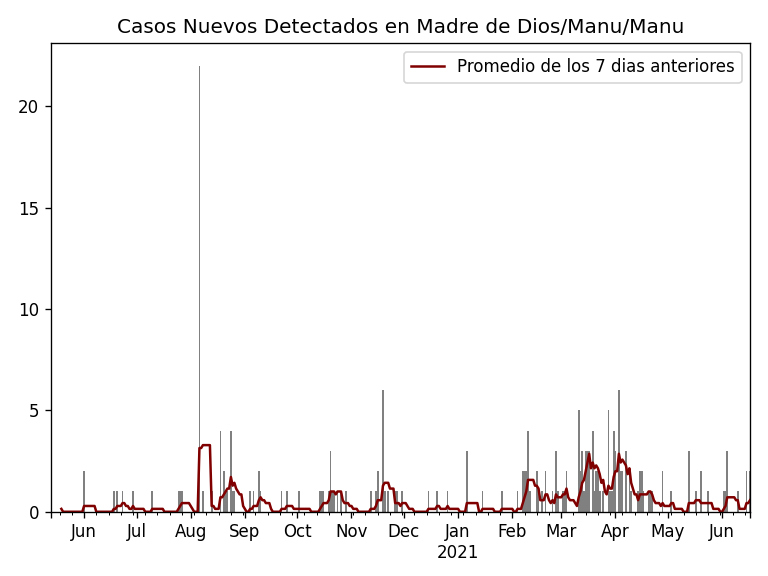 Casos Nuevos Detectados en Madre de Dios/Manu/Manu
Promedio de los 7 dias anteriores
20
15
10
5
0
Jun Jul Aug Sep Oct Nov Dec Jan Feb Mar Apr May Jun
2021